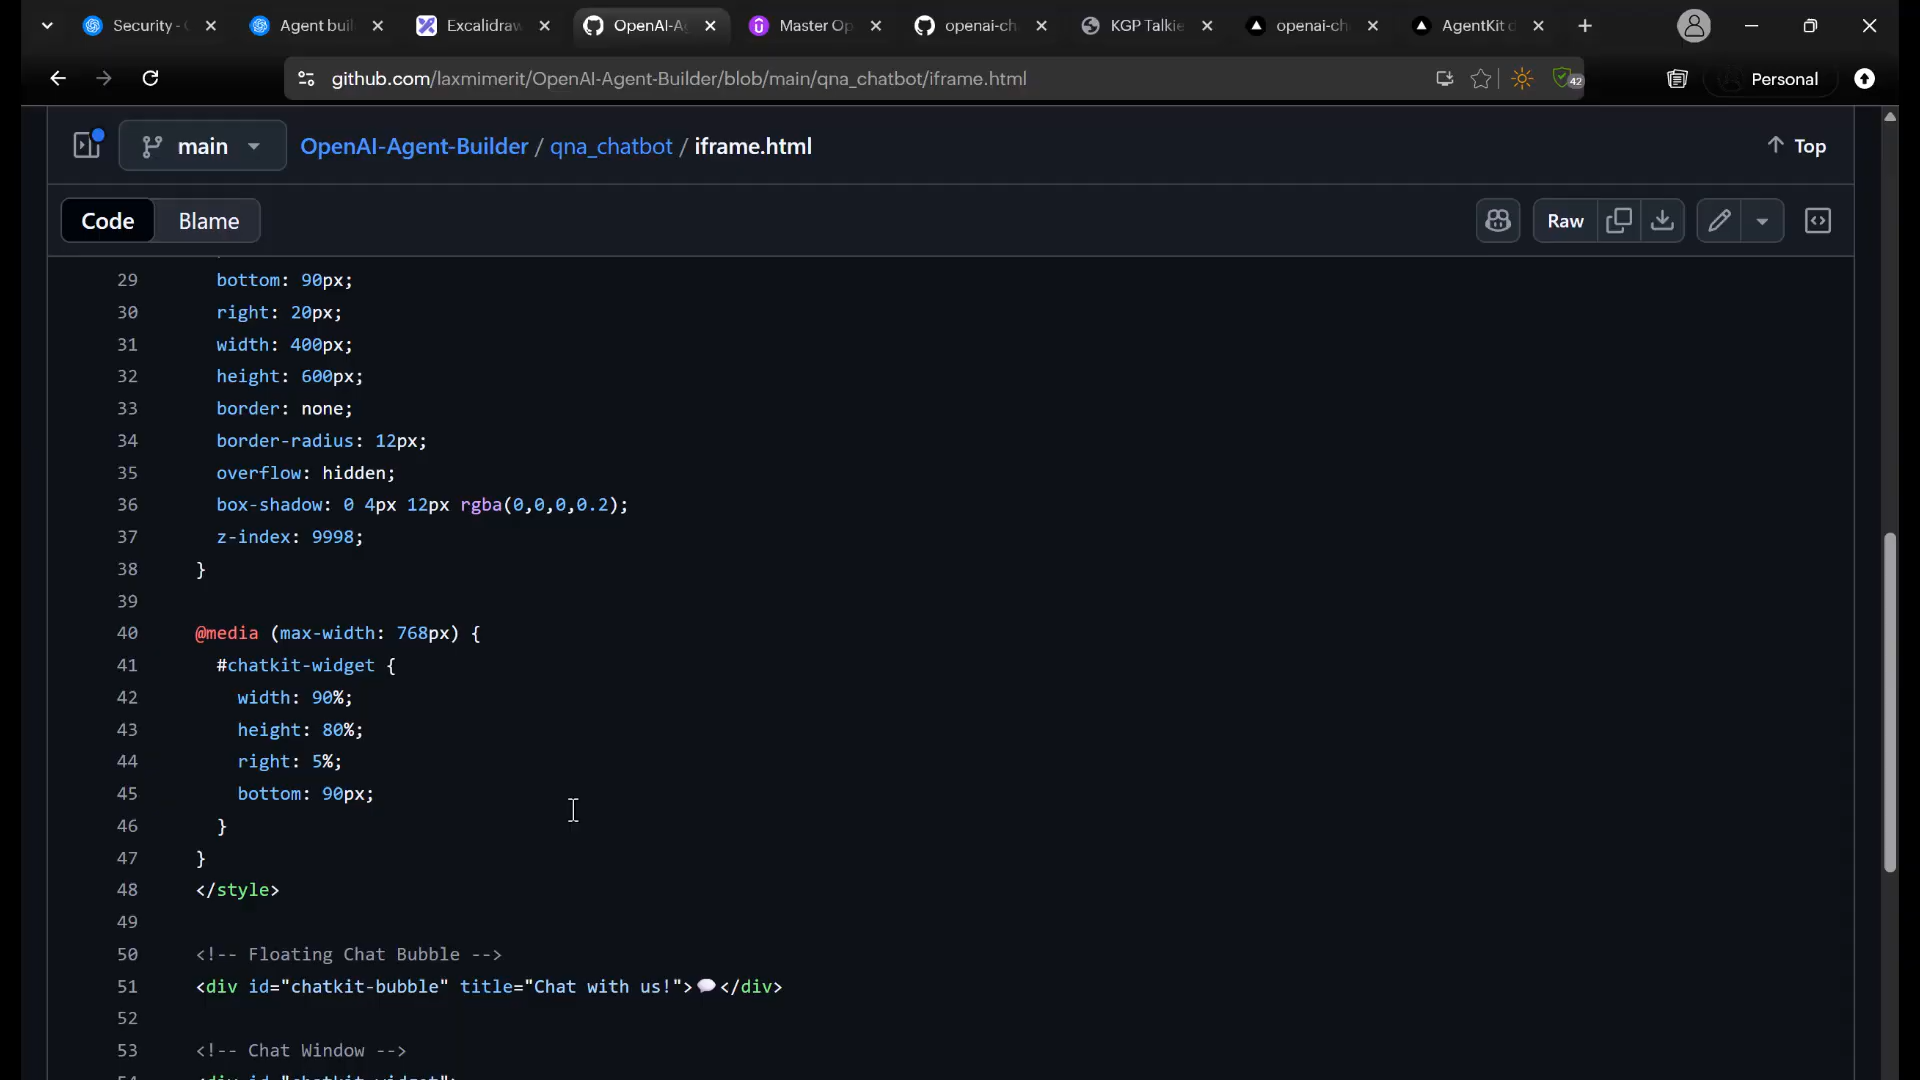 Security -
Agent buil
Excalidraw
OpenAI-A
Master Op
openai-ch
KGP Talkie
openai-ch
AgentKit
github.com/laxmimerit/OpenAI-Agent-Builder/blob/main/qna_chatbot/iframe.html
42
Personal
main
OpenAI-Agent-Builder / qna_chatbot / iframe.html
Top
Code
Blame
Raw
29 bottom: 90px;
30 right: 20px;
31 width: 400px;
32 height: 600px;
33 border: none;
34 border-radius: 12px;
35 overflow: hidden;
36 box-shadow: 0 4px 12px rgba(0,0,0,0.2);
37 z-index: 9998;
38 }
39
40 @media (max-width: 768px) {
41 #chatkit-widget {
42 width: 90%;
43 height: 80%;
44 right: 5%;
45 bottom: 90px;
46 }
47 }
48 </style>
49
50 <!-- Floating Chat Bubble -->
51 <div id="chatkit-bubble" title="Chat with us!">💬</div>
52
53 <!-- Chat Window -->